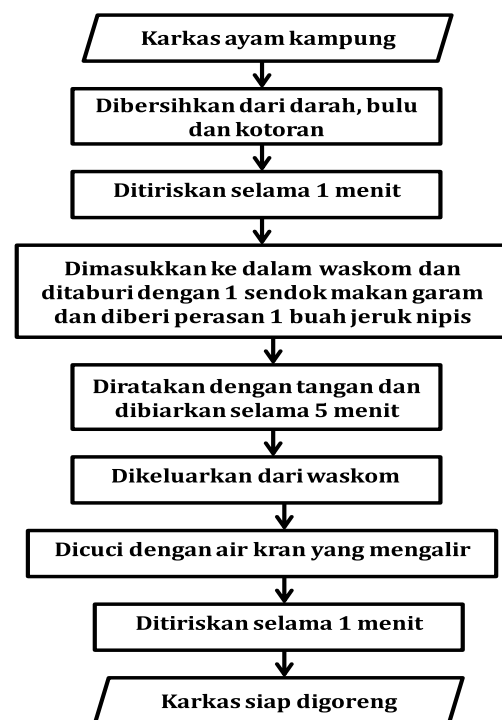 Karkas ayam kampung
Dibersihkan dari darah, bulu
dan kotoran
Ditiriskan selama 1 menit
Dimasukkan ke dalam waskom dan
ditaburi dengan 1 sendok makan garam
dan diberi perasan 1 buah jeruk nipis
Diratakan dengan tangan dan
dibiarkan selama 5 menit
Dikeluarkan dari waskom
Dicuci dengan air kran yang mengalir
Ditiriskan selama 1 menit
Karkas siap digoreng